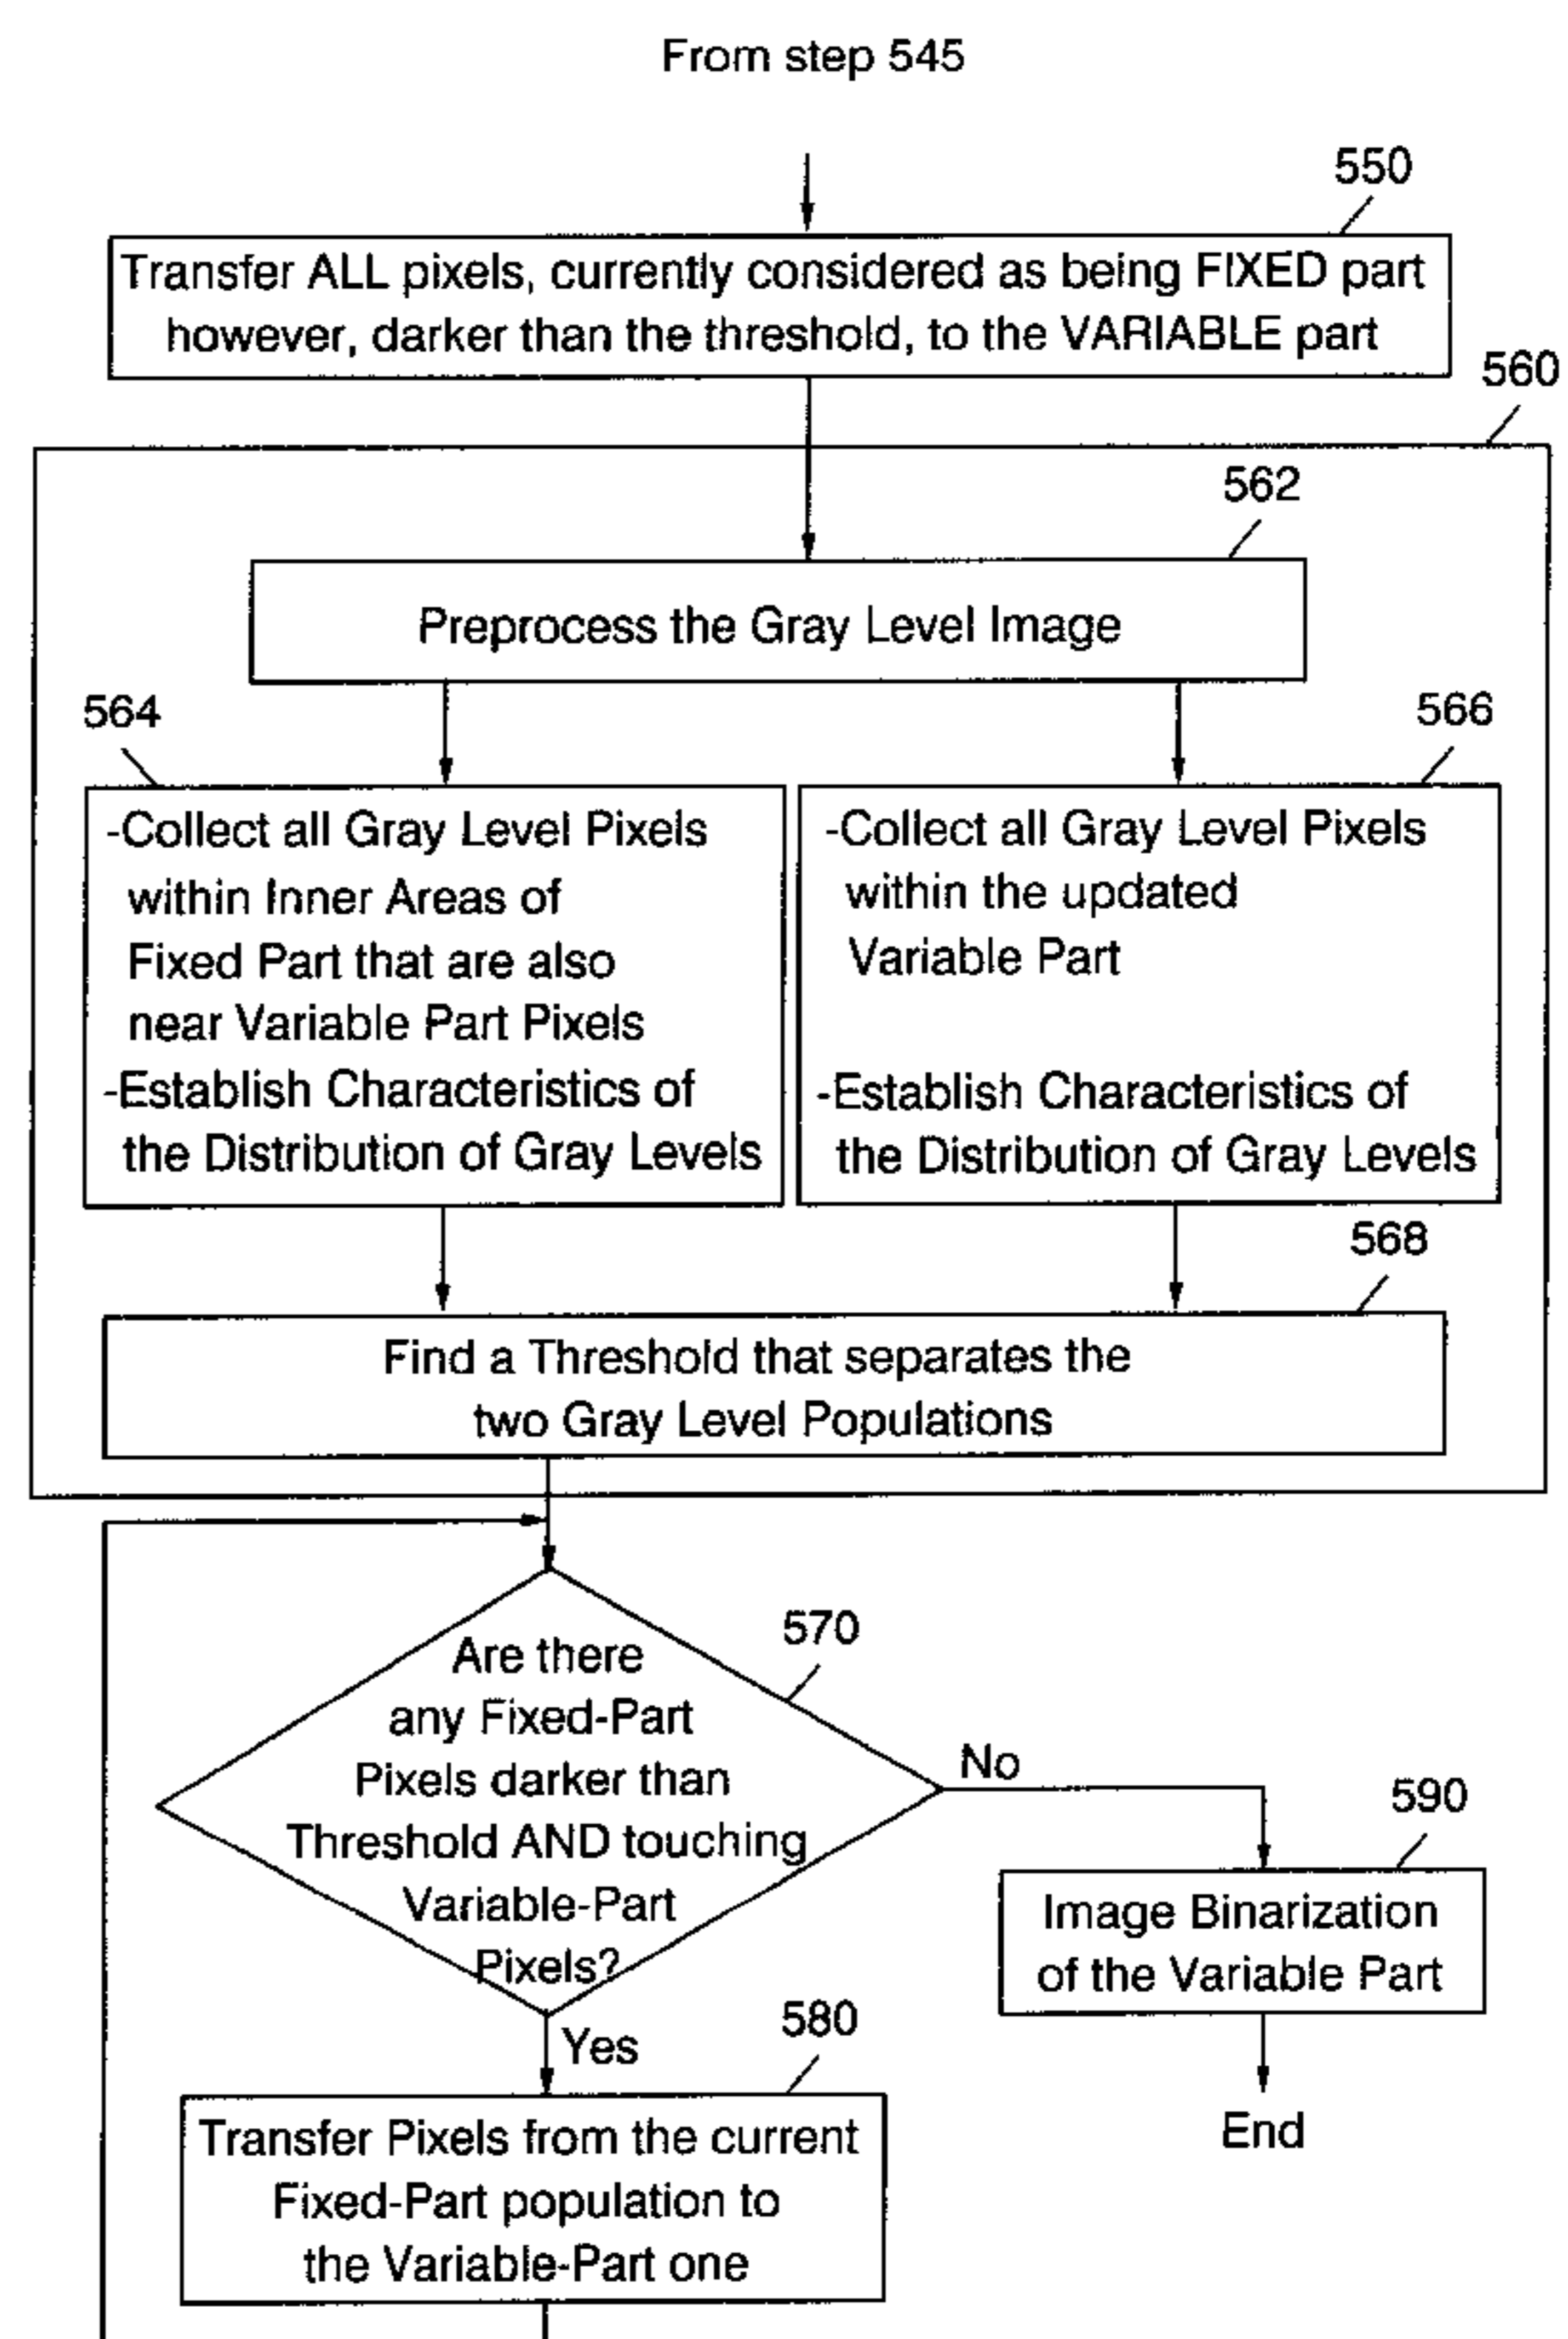 From step 545
550
Transfer ALL pixels, currently considered as being FIXED part
however, darker than the threshold, to the VARIABLE part
560
562
Preprocess the Gray Level Image
564
-Collect all Gray Level Pixels
within Inner Areas of
Fixed Part that are also
near Variable Part Pixels
-Establish Characteristics of
the Distribution of Gray Levels
566
-Collect all Gray Level Pixels
within the updated
Variable Part
-Establish Characteristics of
the Distribution of Gray Levels
568
Find a Threshold that separates the
two Gray Level Populations
570
Are there
any Fixed-Part
Pixels darker than
Threshold AND touching
Variable-Part
Pixels?
No
590
Image Binarization
of the Variable Part
End
Yes
580
Transfer Pixels from the current
Fixed-Part population to
the Variable-Part one